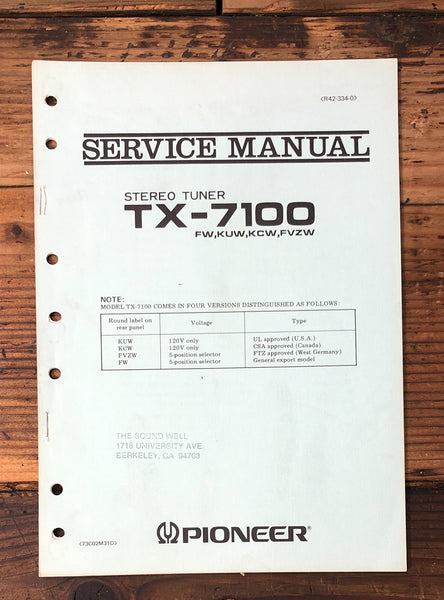 <R42-334-0>
SERVICE MANUAL
STEREO TUNER
TX-7100
FW,KUW,KCW,FVZW
NOTE:
MODEL TX-7100 COMES IN FOUR VERSIONS DISTINGUISHED AS FOLLOWS:
Round label on rear panel Voltage Type
KUW 120V only UL approved (U.S.A.)
KCW 120V only CSA approved (Canada)
FVZW 5-position selector FTZ approved (West Germany)
FW 5-position selector General export model
THE SOUND WELL
1718 UNIVERSITY AVE.
BERKELEY, CA 94703
PIONEER®
<73C02M31D>